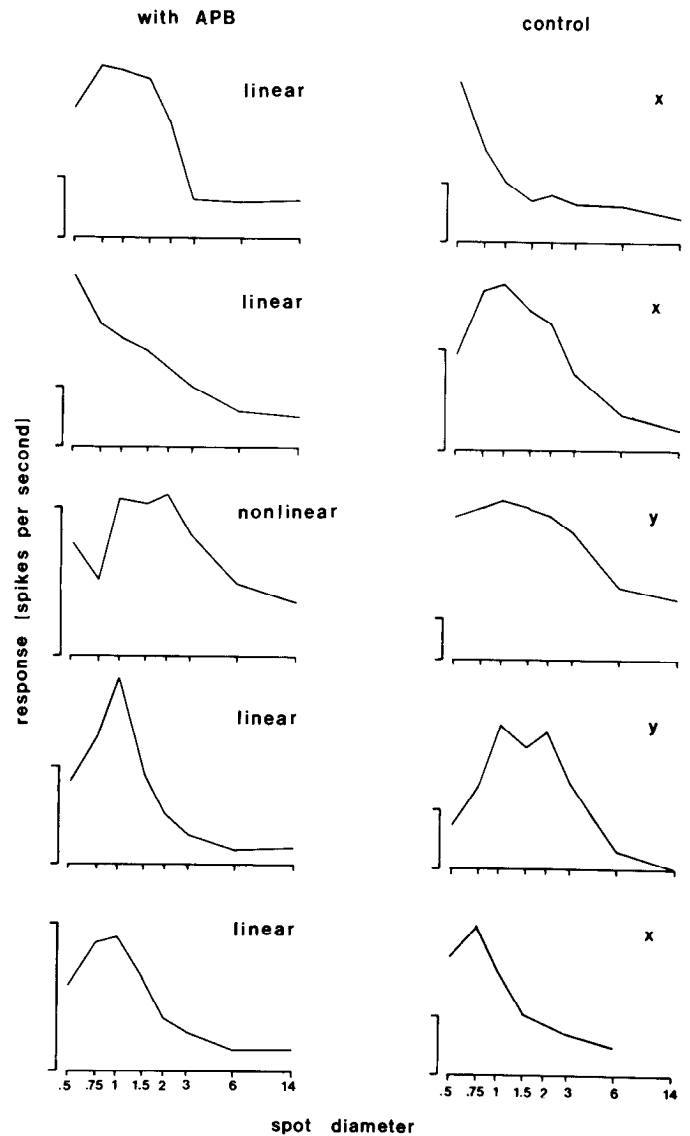 with APB
control
linear
x
linear
x
nonlinear
y
linear
y
linear
x
response [spikes per second]
.5 .75 1 1.5 2 3 6 14
.5 .75 1 1.5 2 3 6 14
spot diameter